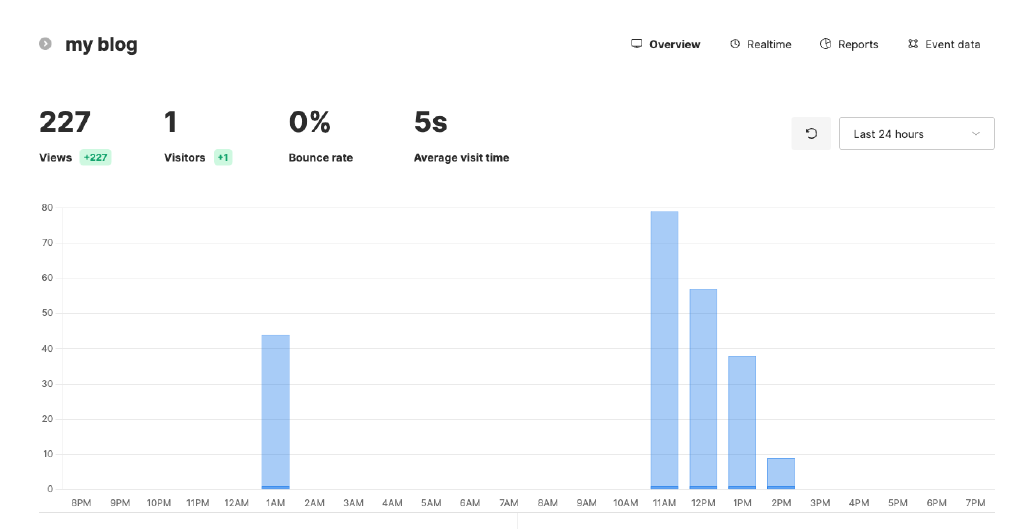 my blog
Overview
Realtime
Reports
Event data
227
1
0%
5s
Views +227
Visitors +1
Bounce rate
Average visit time
Last 24 hours
80
70
60
50
40
30
20
10
0
8PM 9PM 10PM 11PM 12AM 1AM 2AM 3AM 4AM 5AM 6AM 7AM 8AM 9AM 10AM 11AM 12PM 1PM 2PM 3PM 4PM 5PM 6PM 7PM